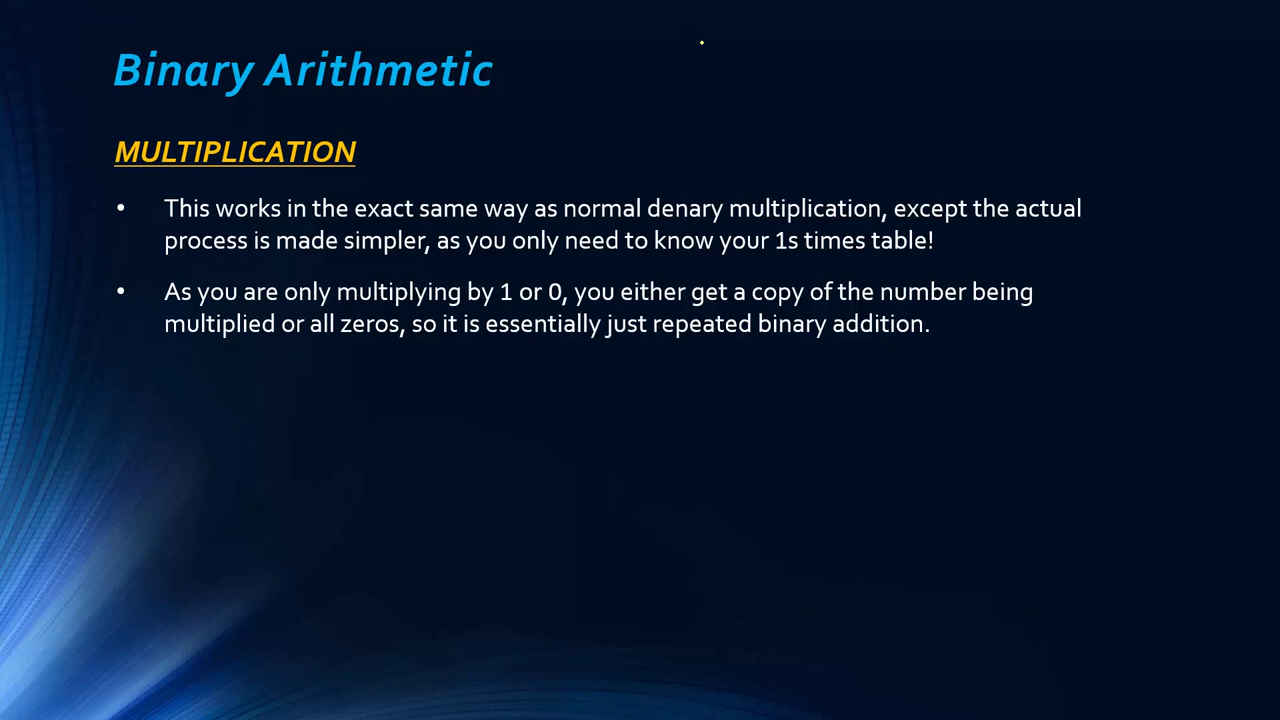 Binary Arithmetic
MULTIPLICATION
• This works in the exact same way as normal denary multiplication, except the actual
process is made simpler, as you only need to know your 1s times table!
• As you are only multiplying by 1 or 0, you either get a copy of the number being
multiplied or all zeros, so it is essentially just repeated binary addition.